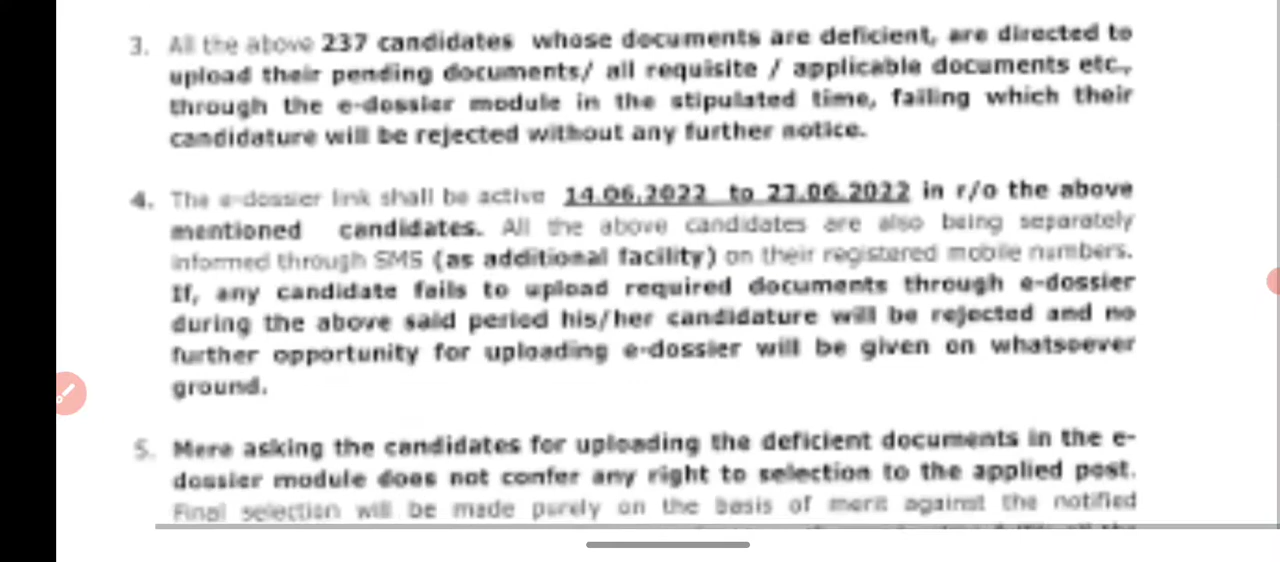 3. All the above 237 candidates whose documents are deficient, are directed to
upload their pending documents/ all requisite / applicable documents etc.,
through the e-dossier module in the stipulated time, failing which their
candidature will be rejected without any further notice.
4. The e-dossier link shall be active 14.06.2022 to 23.06.2022 in r/o the above
mentioned candidates. All the above candidates are also being separately
informed through SMS (as additional facility) on their registered mobile numbers.
If, any candidate fails to upload required documents through e-dossier
during the above said period his/her candidature will be rejected and no
further opportunity for uploading e-dossier will be given on whatsoever
ground.
5. Mere asking the candidates for uploading the deficient documents in the e-
dossier module does not confer any right to selection to the applied post.
Final selection will be made purely on the basis of merit against the notified